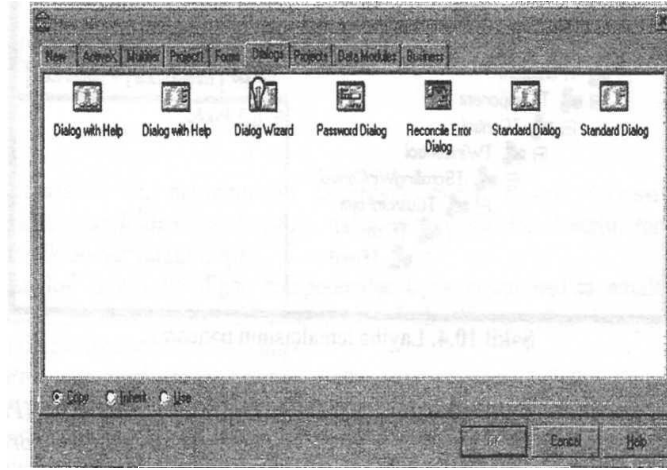 New ActiveX Multitier Project1 Forms Dialogs Projects Data Modules Business
Dialog with Help Dialog with Help Dialog Wizard Password Dialog Reconcile Error Dialog Standard Dialog Standard Dialog
Copy Inherit Use
Cancel Help